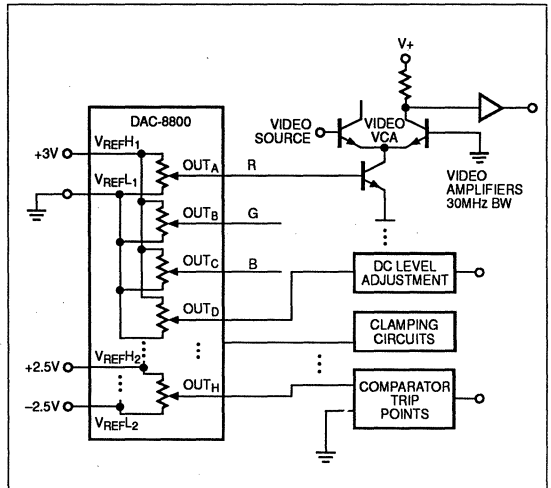 V+
DAC-8800
VIDEO
SOURCE
VIDEO
VCA
+3V
VREFH1
OUTA
R
VREFL1
VIDEO
AMPLIFIERS
30MHz BW
OUTB
G
OUTC
B
DC LEVEL
ADJUSTMENT
OUTD
CLAMPING
CIRCUITS
+2.5V
VREFH2
OUTH
COMPARATOR
TRIP
POINTS
–2.5V
VREFL2